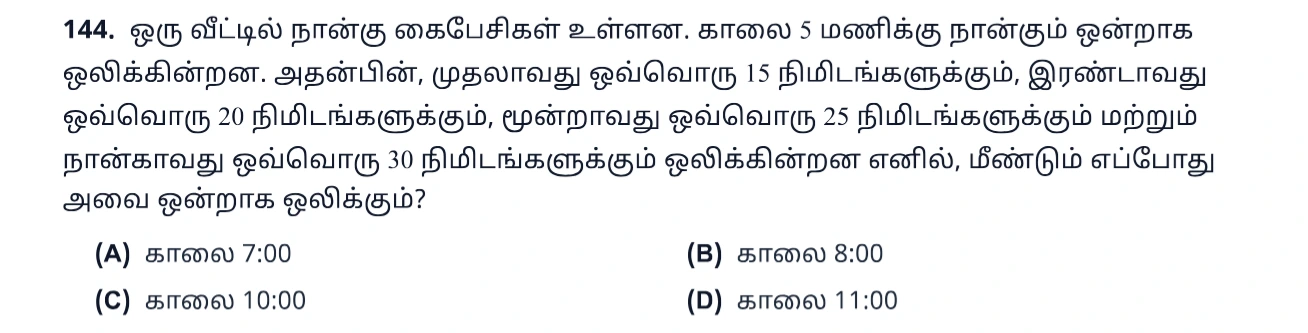 144. ஒரு வீட்டில் நான்கு கைபேசிகள் உள்ளன. காலை 5 மணிக்கு நான்கும் ஒன்றாக
ஒலிக்கின்றன. அதன்பின், முதலாவது ஒவ்வொரு 15 நிமிடங்களுக்கும், இரண்டாவது
ஒவ்வொரு 20 நிமிடங்களுக்கும், மூன்றாவது ஒவ்வொரு 25 நிமிடங்களுக்கும் மற்றும்
நான்காவது ஒவ்வொரு 30 நிமிடங்களுக்கும் ஒலிக்கின்றன எனில், மீண்டும் எப்போது
அவை ஒன்றாக ஒலிக்கும்?
(A) காலை 7:00 (B) காலை 8:00
(C) காலை 10:00 (D) காலை 11:00